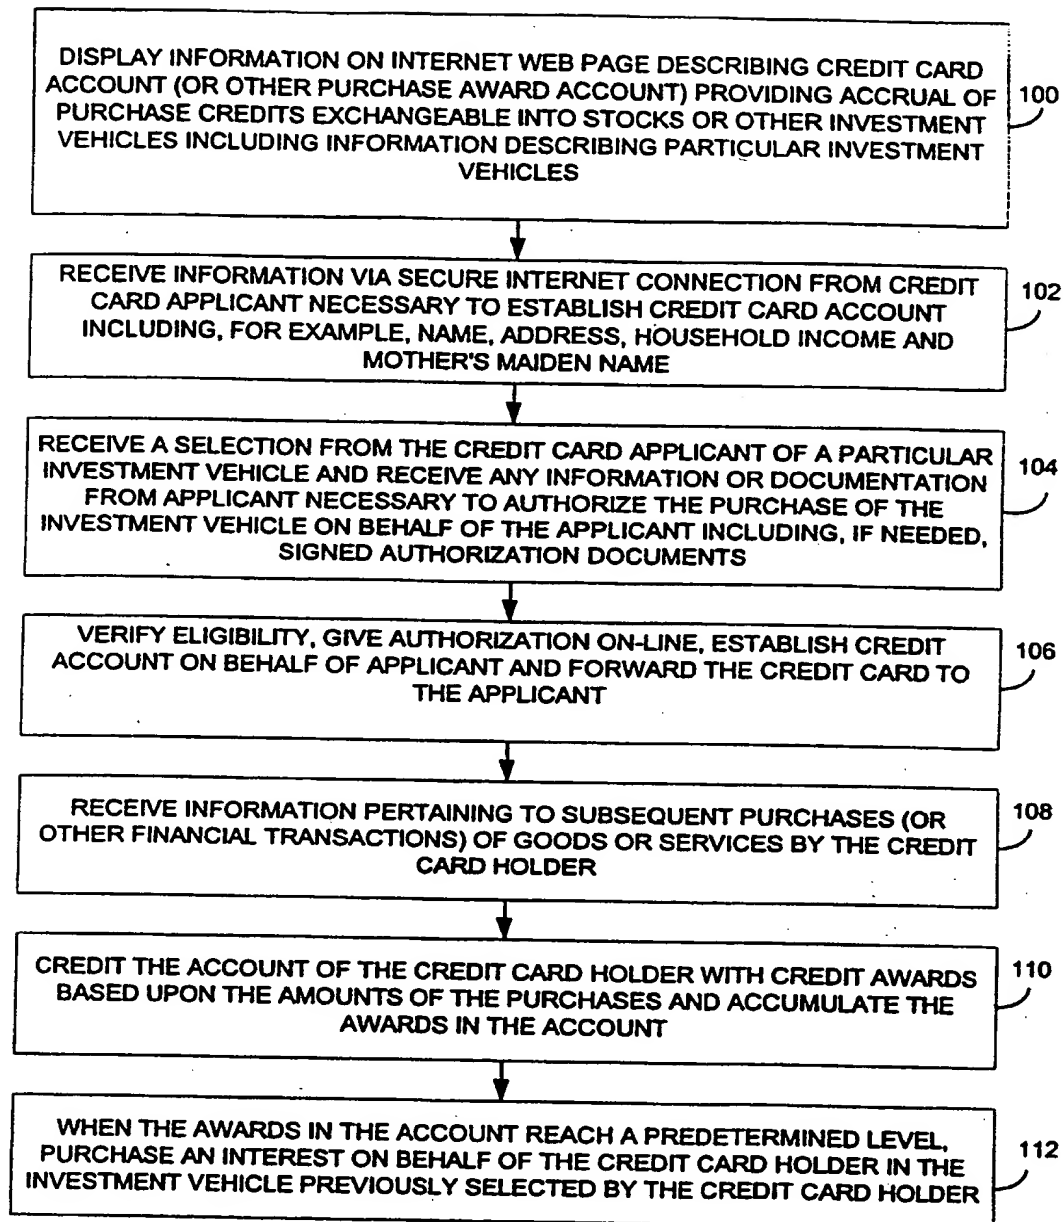 DISPLAY INFORMATION ON INTERNET WEB PAGE DESCRIBING CREDIT CARD
ACCOUNT (OR OTHER PURCHASE AWARD ACCOUNT) PROVIDING ACCRUAL OF
PURCHASE CREDITS EXCHANGEABLE INTO STOCKS OR OTHER INVESTMENT
VEHICLES INCLUDING INFORMATION DESCRIBING PARTICULAR INVESTMENT
VEHICLES
100
RECEIVE INFORMATION VIA SECURE INTERNET CONNECTION FROM CREDIT
CARD APPLICANT NECESSARY TO ESTABLISH CREDIT CARD ACCOUNT
INCLUDING, FOR EXAMPLE, NAME, ADDRESS, HOUSEHOLD INCOME AND
MOTHER'S MAIDEN NAME
102
RECEIVE A SELECTION FROM THE CREDIT CARD APPLICANT OF A PARTICULAR
INVESTMENT VEHICLE AND RECEIVE ANY INFORMATION OR DOCUMENTATION
FROM APPLICANT NECESSARY TO AUTHORIZE THE PURCHASE OF THE
INVESTMENT VEHICLE ON BEHALF OF THE APPLICANT INCLUDING, IF NEEDED,
SIGNED AUTHORIZATION DOCUMENTS
104
VERIFY ELIGIBILITY, GIVE AUTHORIZATION ON-LINE, ESTABLISH CREDIT
ACCOUNT ON BEHALF OF APPLICANT AND FORWARD THE CREDIT CARD TO
THE APPLICANT
106
RECEIVE INFORMATION PERTAINING TO SUBSEQUENT PURCHASES (OR
OTHER FINANCIAL TRANSACTIONS) OF GOODS OR SERVICES BY THE CREDIT
CARD HOLDER
108
CREDIT THE ACCOUNT OF THE CREDIT CARD HOLDER WITH CREDIT AWARDS
BASED UPON THE AMOUNTS OF THE PURCHASES AND ACCUMULATE THE
AWARDS IN THE ACCOUNT
110
WHEN THE AWARDS IN THE ACCOUNT REACH A PREDETERMINED LEVEL,
PURCHASE AN INTEREST ON BEHALF OF THE CREDIT CARD HOLDER IN THE
INVESTMENT VEHICLE PREVIOUSLY SELECTED BY THE CREDIT CARD HOLDER
112